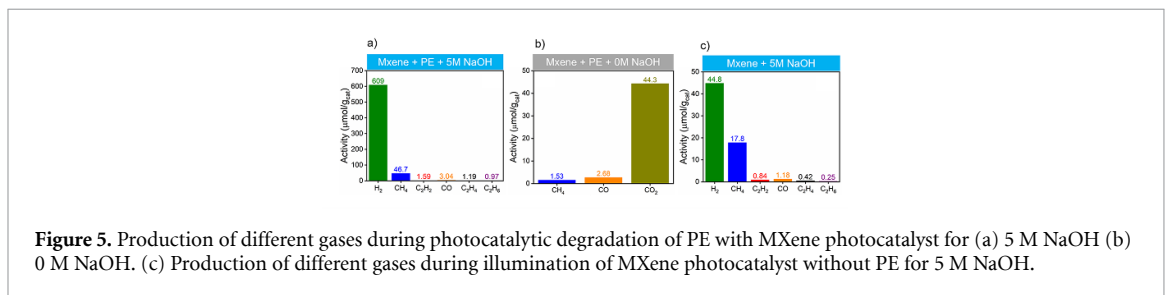 a)
Mxene + PE + 5M NaOH
Activity (μmol/g_cat)
700
600
500
400
300
200
100
0
609
46.7
1.59
3.04
1.19
0.97
H₂ CH₄ C₂H₂ CO C₂H₄ C₂H₆
b)
Mxene + PE + 0M NaOH
Activity (μmol/g_cat)
50
40
30
20
10
0
1.53
2.68
44.3
CH₄ CO CO₂
c)
Mxene + 5M NaOH
Activity (μmol/g_cat)
50
40
30
20
10
0
44.8
17.8
0.84
1.18
0.42
0.25
H₂ CH₄ C₂H₂ CO C₂H₄ C₂H₆
Figure 5. Production of different gases during photocatalytic degradation of PE with MXene photocatalyst for (a) 5 M NaOH (b)
0 M NaOH. (c) Production of different gases during illumination of MXene photocatalyst without PE for 5 M NaOH.